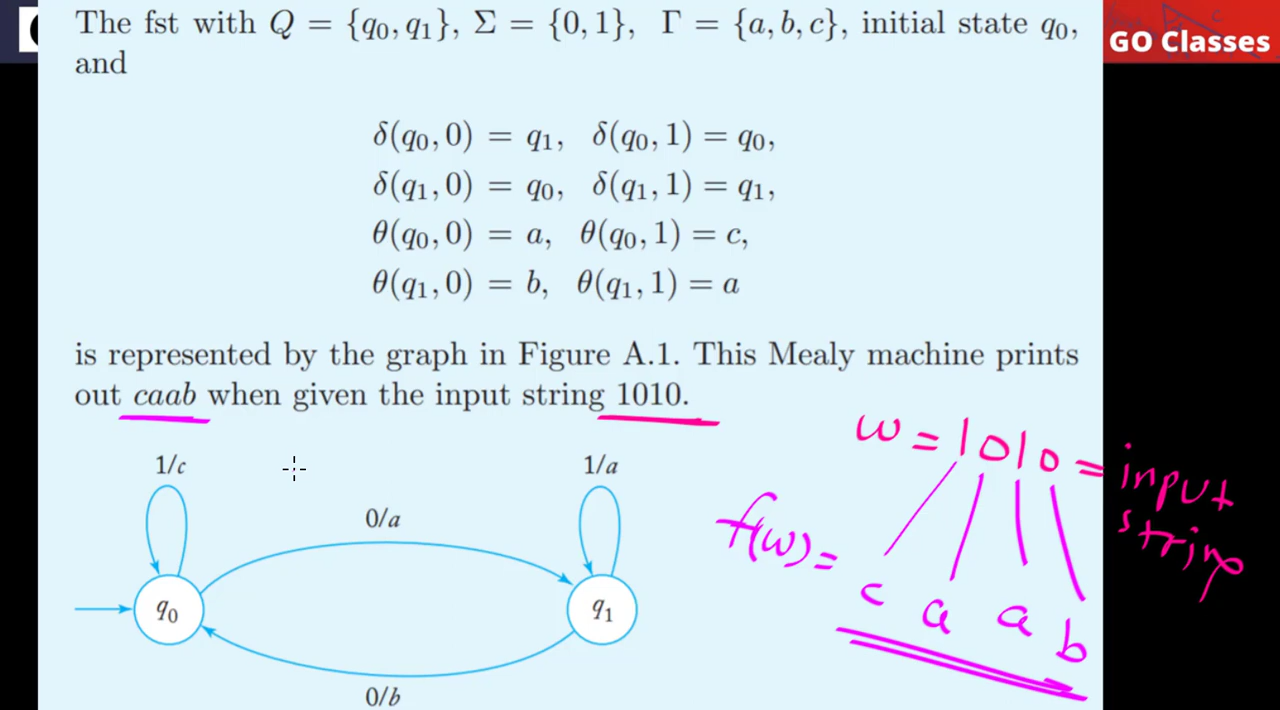 The fst with Q = {q₀, q₁}, Σ = {0, 1}, Γ = {a, b, c}, initial state q₀,
and
GO Classes
δ(q₀, 0) = q₁, δ(q₀, 1) = q₀,
δ(q₁, 0) = q₀, δ(q₁, 1) = q₁,
θ(q₀, 0) = a, θ(q₀, 1) = c,
θ(q₁, 0) = b, θ(q₁, 1) = a
is represented by the graph in Figure A.1. This Mealy machine prints
out caab when given the input string 1010.
w = 1010 = input
string
f(w) =
c a a b
1/c
1/a
0/a
q₀
q₁
0/b